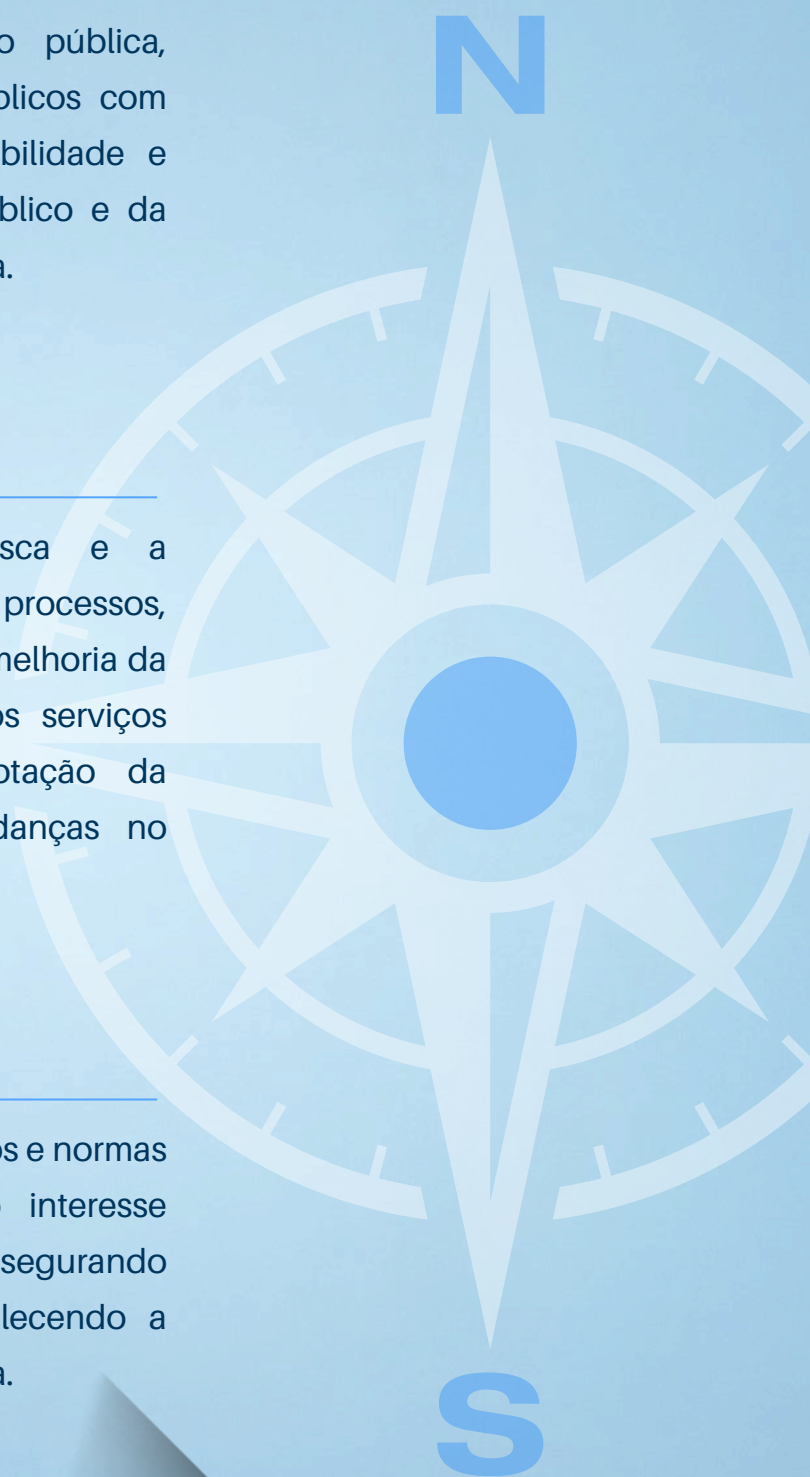 N
o pública,
blicos com
bilidade e
blico e da
a.
sca e a
processos,
melhoria da
os serviços
otação da
danças no
os e normas
o interesse
segurando
lecendo a
a.
S